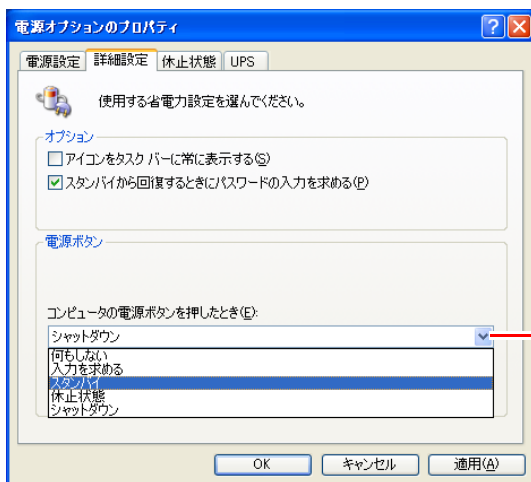 電源オプションのプロパティ
電源設定 詳細設定 休止状態 UPS
使用する省電力設定を選んでください。
オプション
アイコンをタスク バーに常に表示する(S)
スタンバイから回復するときにパスワードの入力を求める(P)
電源ボタン
コンピュータの電源ボタンを押したとき(E):
シャットダウン
何もしない
入力を求める
スタンバイ
休止状態
シャットダウン
OK キャンセル 適用(A)